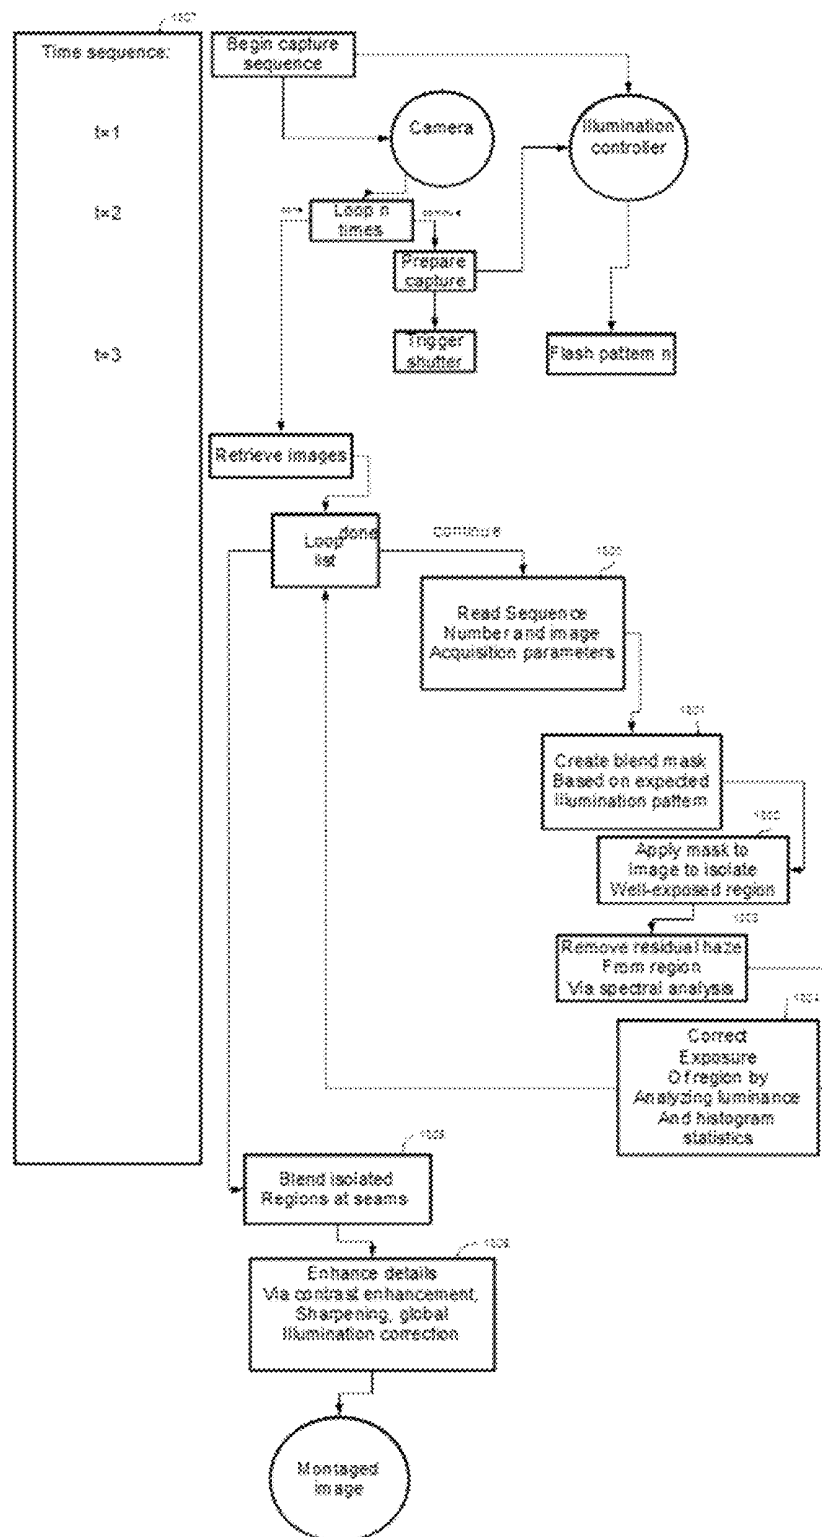 Time sequence:
t=1
t=2
t=3
Begin capture
sequence
Camera
Illumination
controller
Loop n
times
Prepare
capture
Trigger
shutter
Flash pattern n
Retrieve images
Loop
list
done
continue
Read Sequence
Number and image
Acquisition parameters
Create blend mask
Based on expected
Illumination pattern
Apply mask to
Image to isolate
Well-exposed region
Remove residual haze
From region
Via spectral analysis
Correct
Exposure
Of region by
Analyzing luminance
And histogram
statistics
Blend isolated
Regions at seams
Enhance details
Via contrast enhancement,
Sharpening, global
Illumination correction
Montaged
image